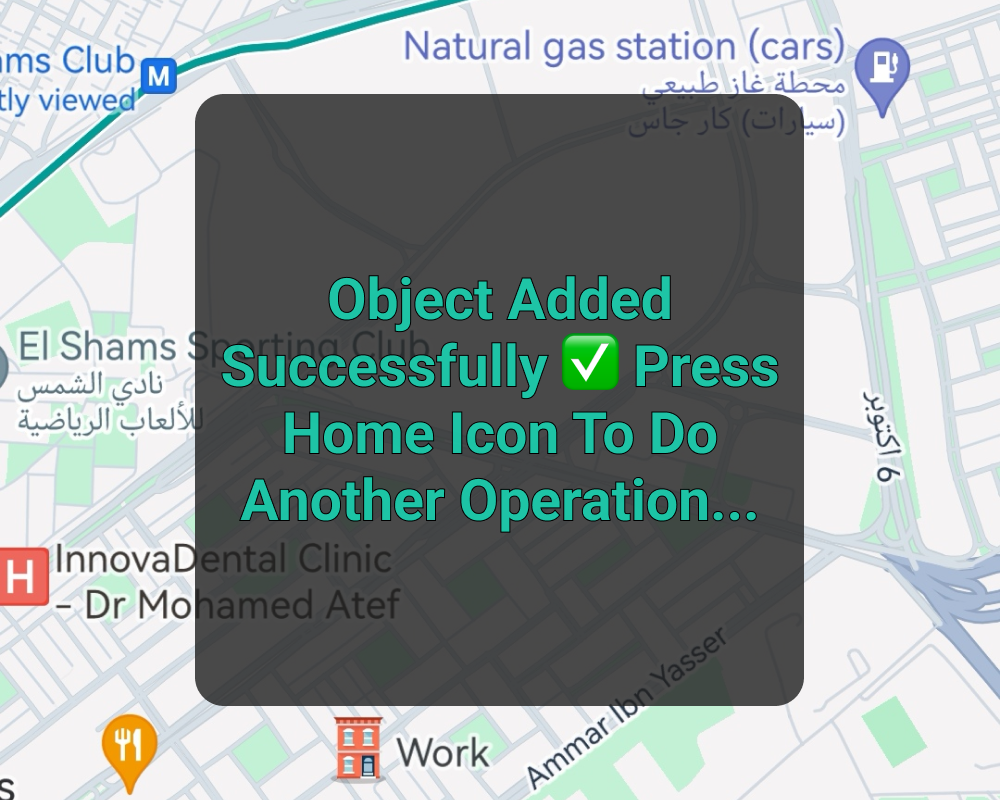 ms Club
M
tly viewed
Natural gas station (cars)
محطة غاز طبيعي
(سيارات) كار جاس
Object Added
El Shams Sporting Club
Successfully ✅ Press
نادي الشمس
للألعاب الرياضية
6 اكتوبر
Home Icon To Do
Another Operation...
H
InnovaDental Clinic
- Dr Mohamed Atef
Ammar Ibn Yasser
Work
s